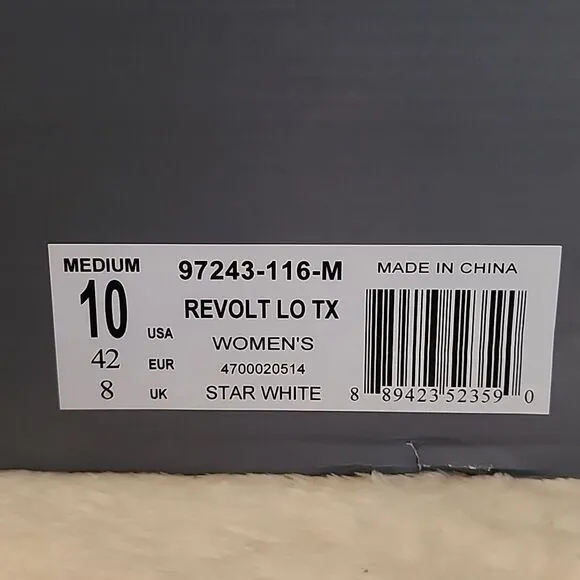 MEDIUM
10 USA
42 EUR
8 UK
97243-116-M
REVOLT LO TX
WOMEN'S
4700020514
STAR WHITE
MADE IN CHINA
8 89423 52359 0